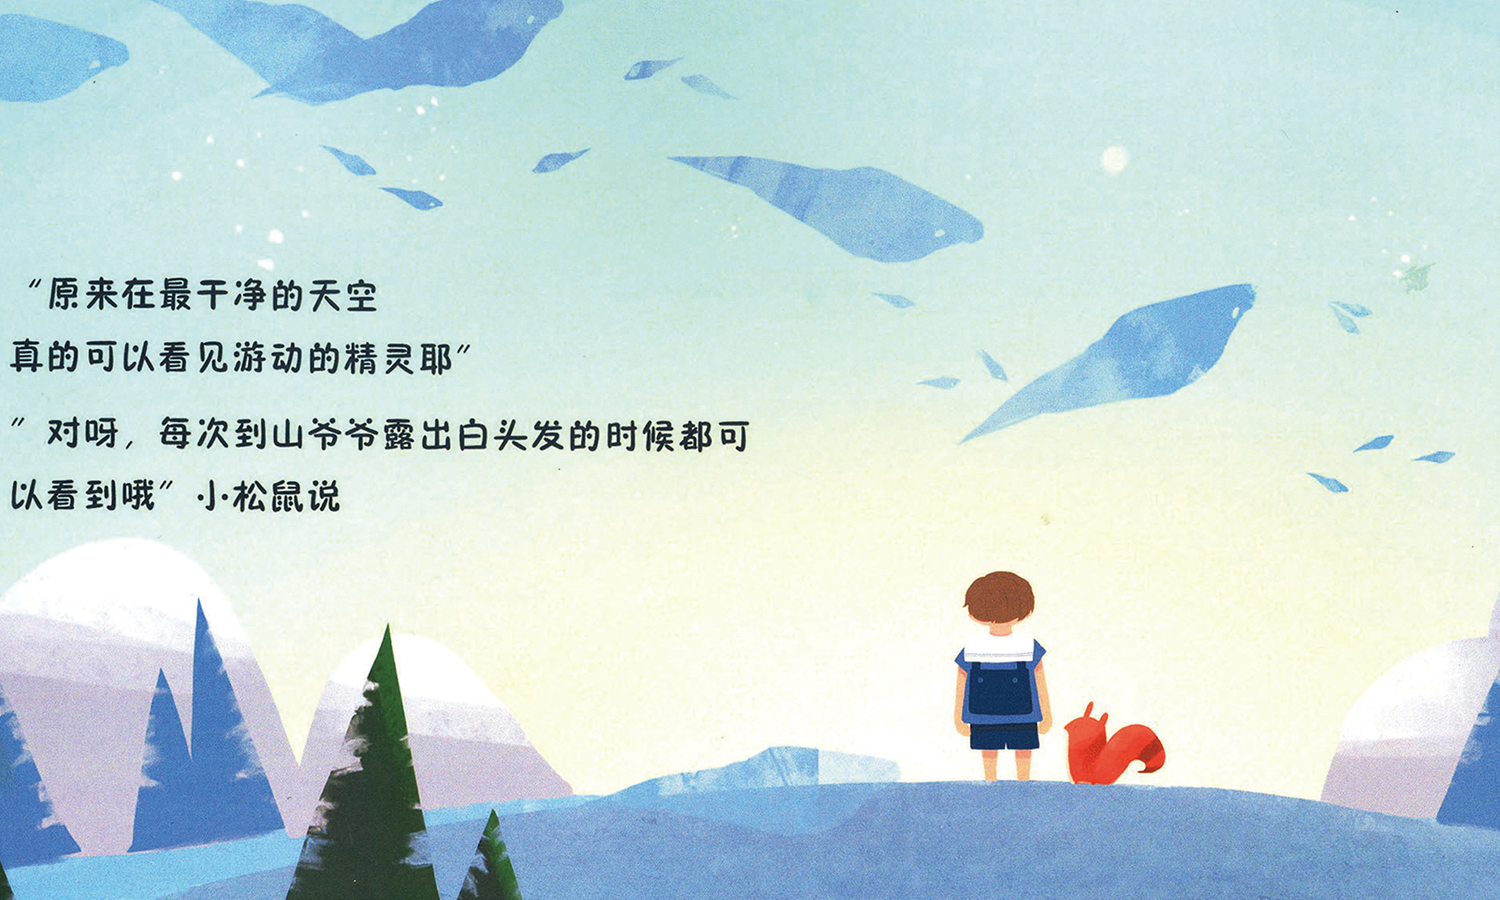 “原来在最干净的天空
真的可以看见游动的精灵耶”
”对呀，每次到山爷爷露出白头发的时候都可
以看到哦”小松鼠说